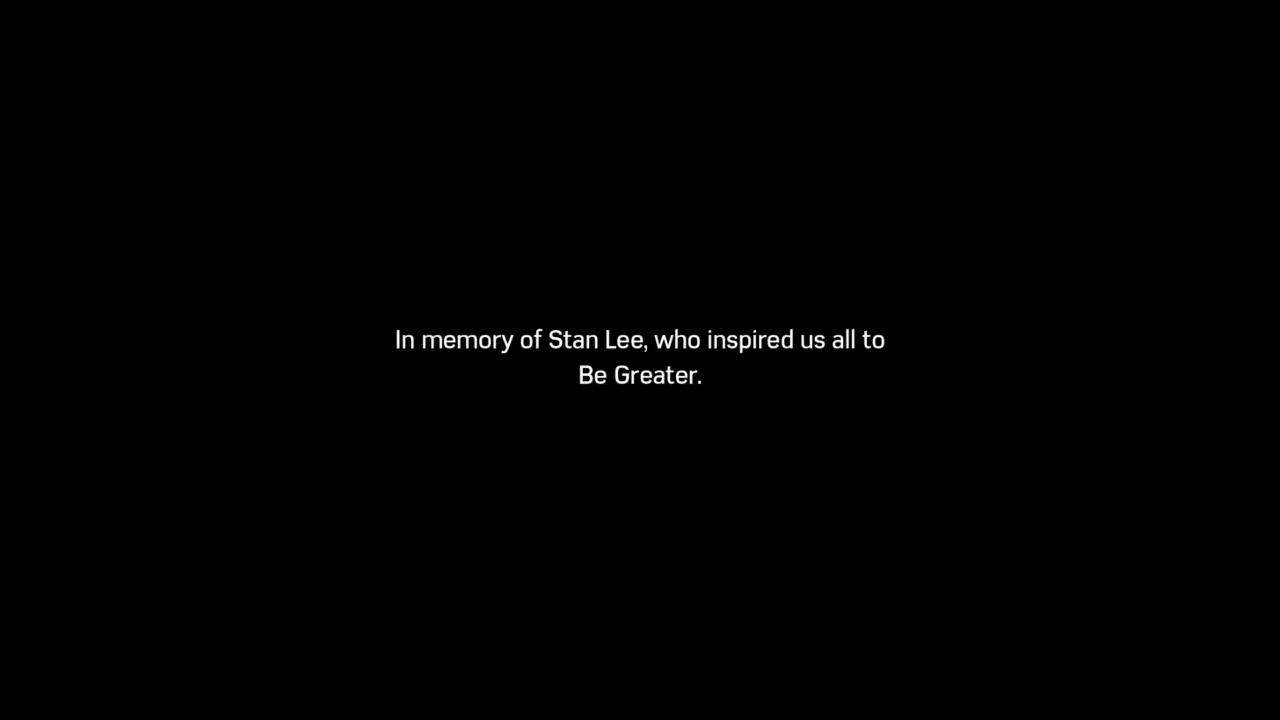 In memory of Stan Lee, who inspired us all to
Be Greater.